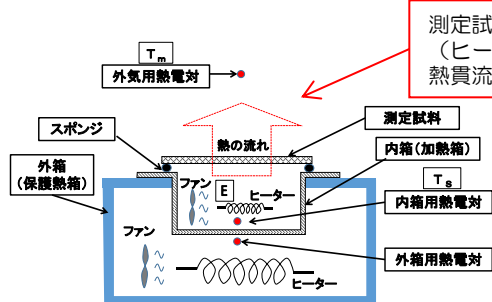 Tm
外気用熱電対
測定試
（ヒー
熱貫流
スポンジ
熱の流れ
測定試料
外箱
(保護熱箱)
内箱(加熱箱)
ファン
E
ヒーター
Ts
内箱用熱電対
ファン
外箱用熱電対
ヒーター